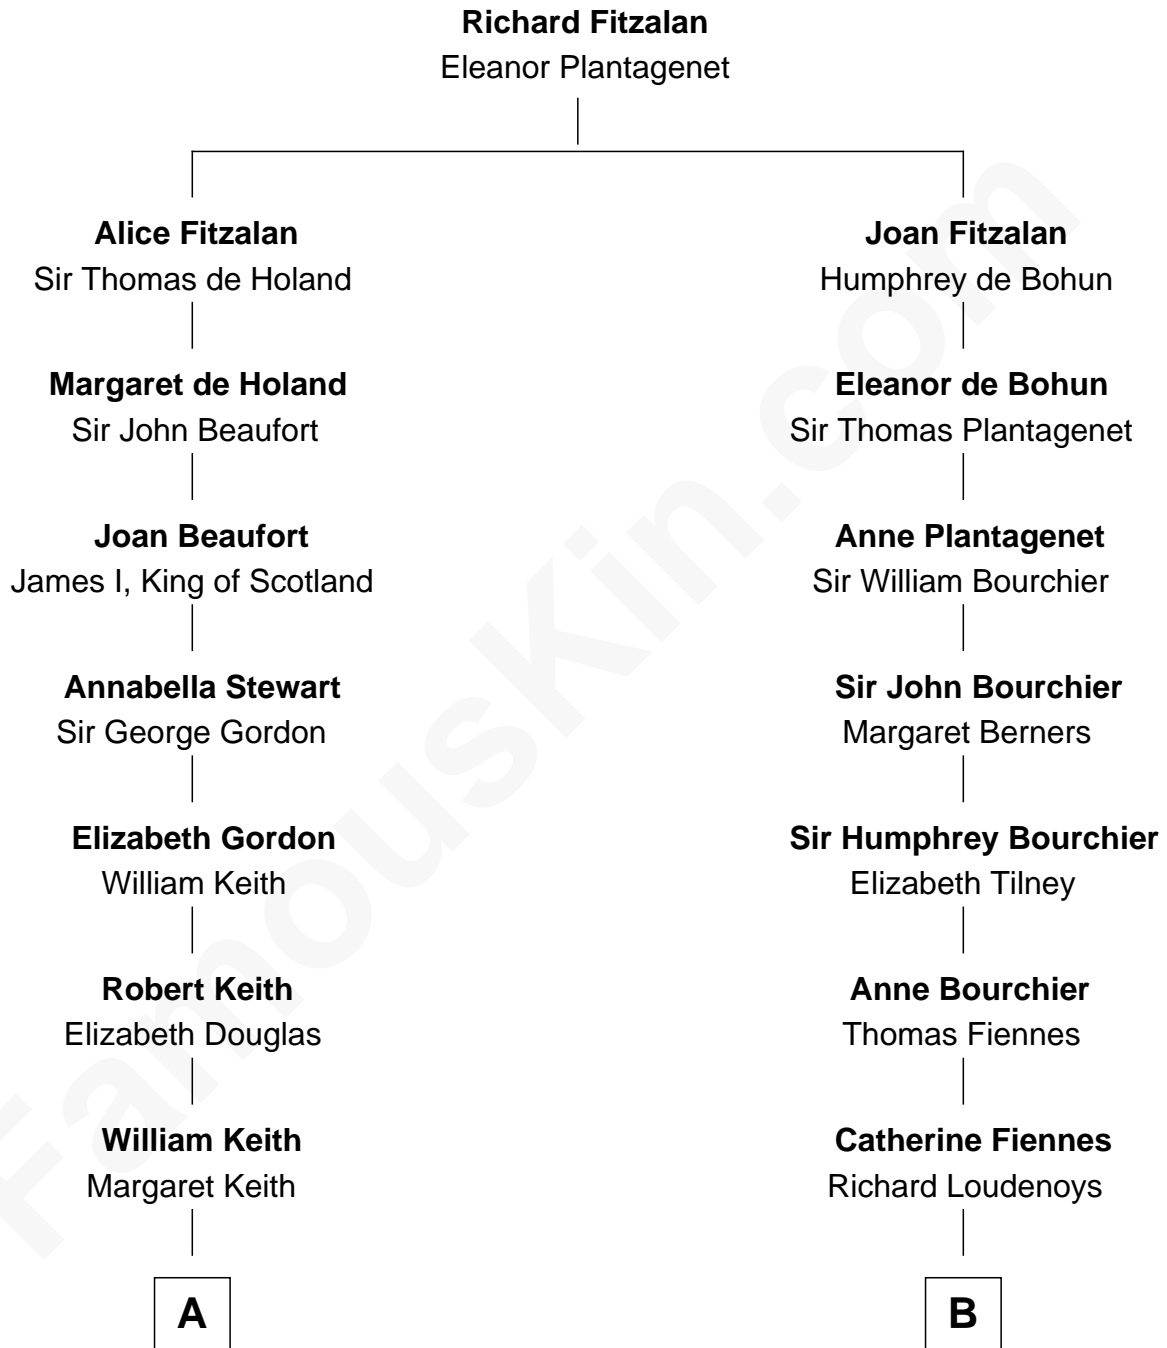 Richard Fitzalan
Eleanor Plantagenet
Alice Fitzalan
Sir Thomas de Holand
Joan Fitzalan
Humphrey de Bohun
Margaret de Holand
Sir John Beaufort
Eleanor de Bohun
Sir Thomas Plantagenet
Joan Beaufort
James I, King of Scotland
Anne Plantagenet
Sir William Bourchier
Annabella Stewart
Sir George Gordon
Sir John Bourchier
Margaret Berners
Elizabeth Gordon
William Keith
Sir Humphrey Bourchier
Elizabeth Tilney
Robert Keith
Elizabeth Douglas
Anne Bourchier
Thomas Fiennes
William Keith
Margaret Keith
Catherine Fiennes
Richard Loudenoys
A
B
FamousKin.com